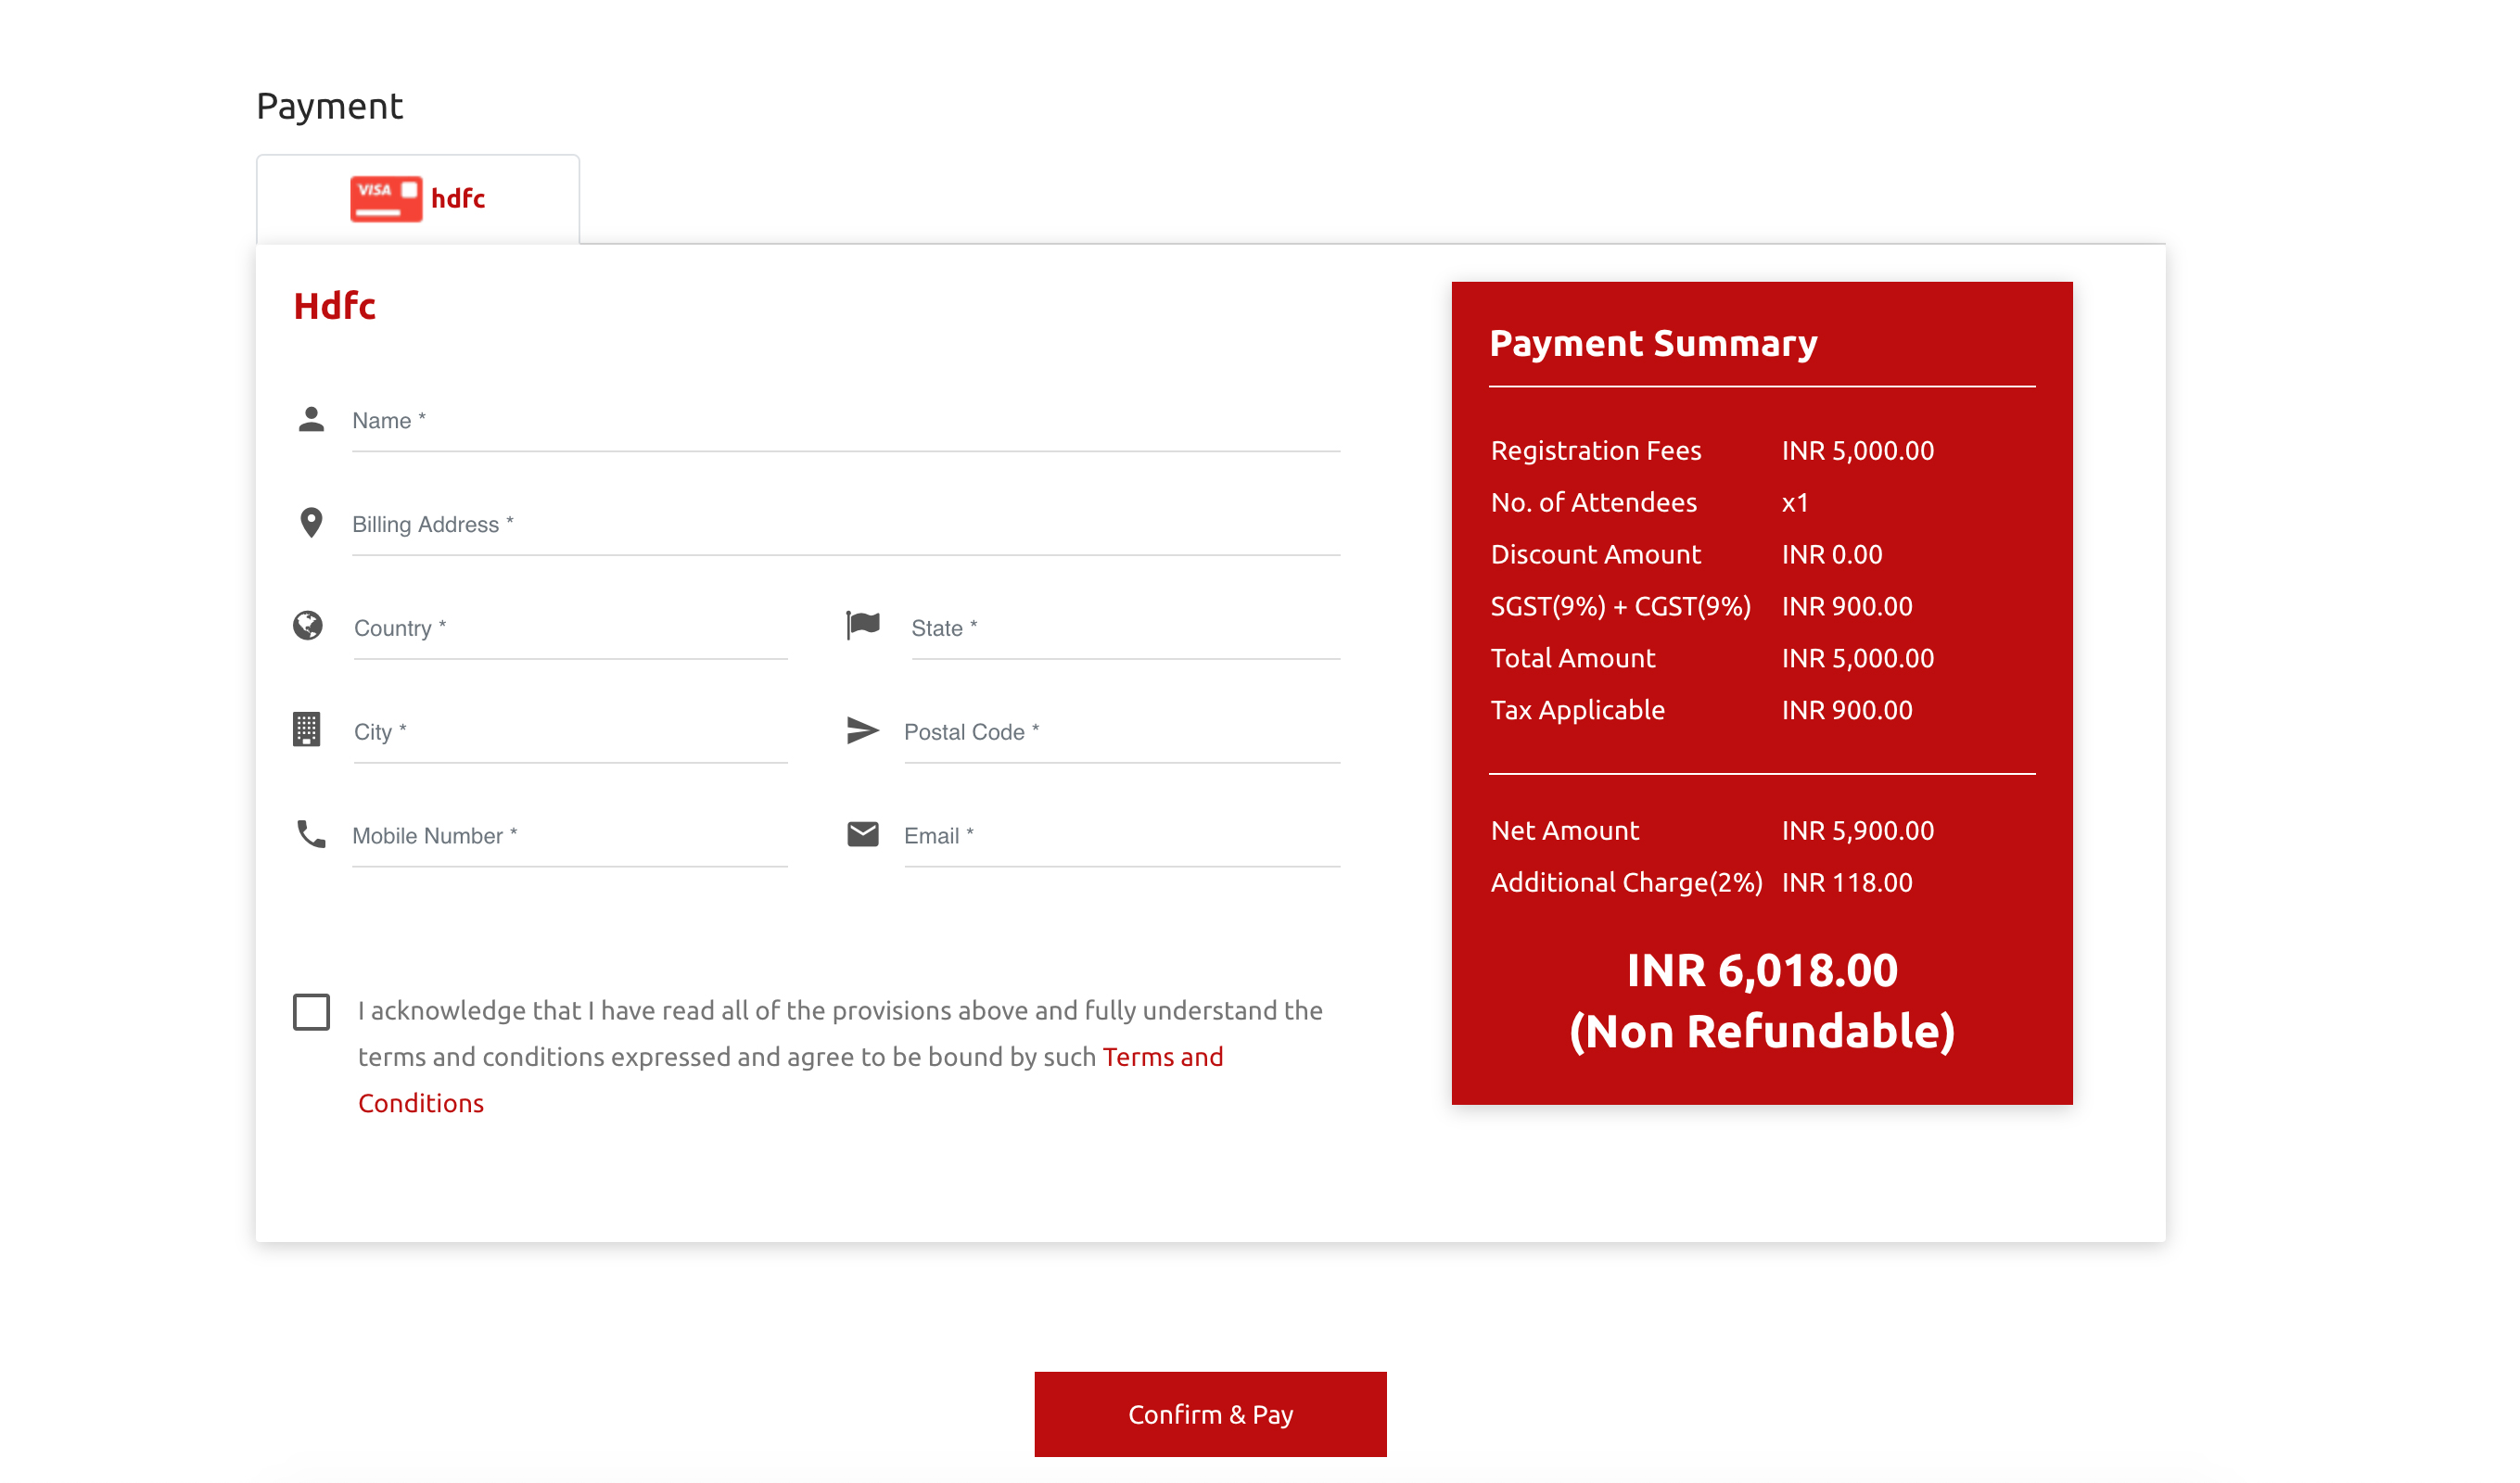 Payment
VISA hdfc
Hdfc
Name *
Billing Address *
Country *
State *
City *
Postal Code *
Mobile Number *
Email *
I acknowledge that I have read all of the provisions above and fully understand the
terms and conditions expressed and agree to be bound by such Terms and
Conditions
Payment Summary
Registration Fees INR 5,000.00
No. of Attendees x1
Discount Amount INR 0.00
SGST(9%) + CGST(9%) INR 900.00
Total Amount INR 5,000.00
Tax Applicable INR 900.00
Net Amount INR 5,900.00
Additional Charge(2%) INR 118.00
INR 6,018.00
(Non Refundable)
Confirm & Pay